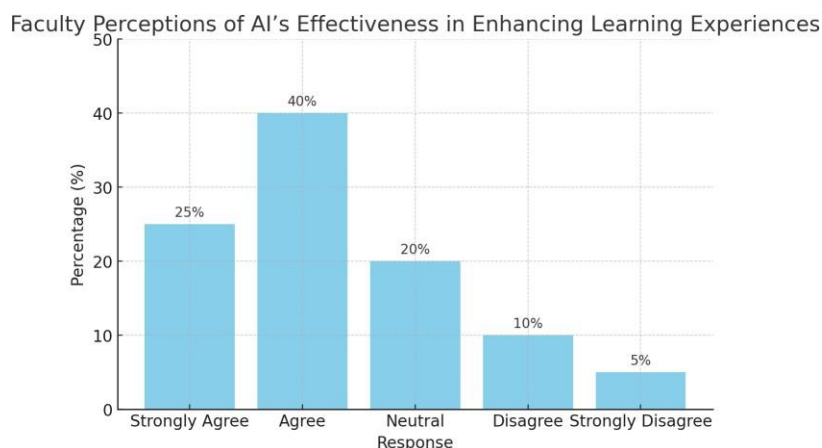 Faculty Perceptions of AI’s Effectiveness in Enhancing Learning Experiences
50
40
30
20
10
0
Percentage (%)
25%
40%
20%
10%
5%
Strongly Agree
Agree
Neutral
Disagree
Strongly Disagree
Response